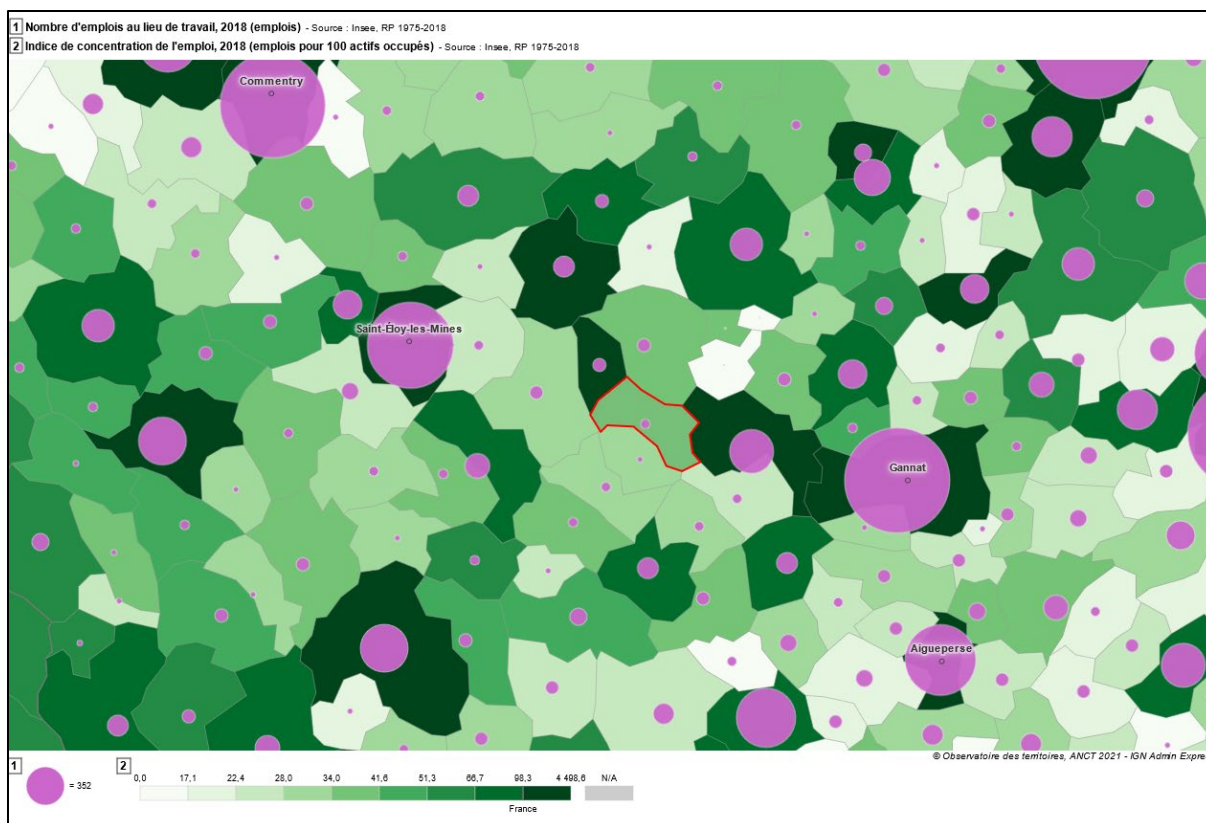 1 Nombre d'emplois au lieu de travail, 2018 (emplois) - Source : Insee, RP 1975-2018
2 Indice de concentration de l'emploi, 2018 (emplois pour 100 actifs occupés) - Source : Insee, RP 1975-2018
Commentry
Saint-Éloy-les-Mines
Gannat
Aigueperse
© Observatoire des territoires, ANCT 2021 - IGN Admin Expre
1 2
0,0 17,1 22,4 28,0 34,0 41,6 51,3 66,7 98,3 4 498,6 N/A
= 352
France